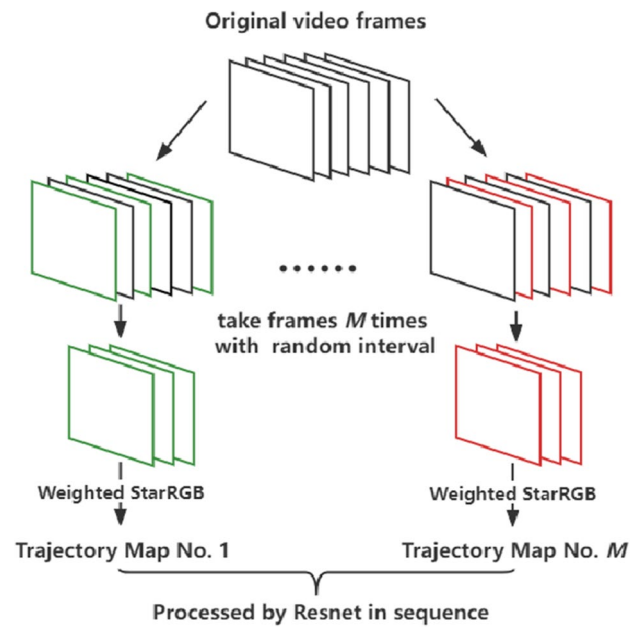 Original video frames
······
take frames M times
with random interval
Weighted StarRGB
Weighted StarRGB
Trajectory Map No. 1
Trajectory Map No. M
Processed by Resnet in sequence